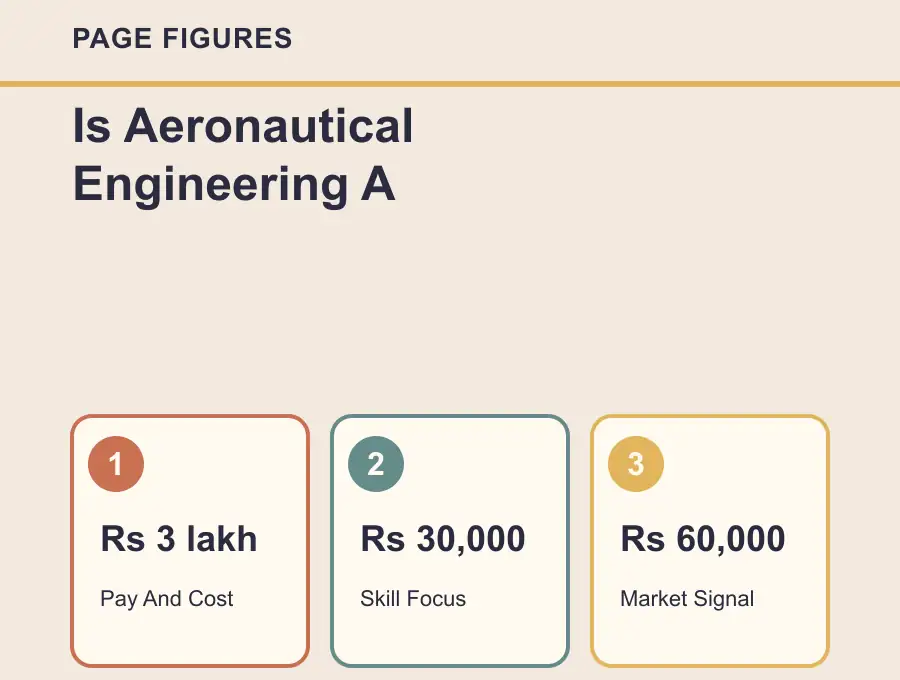 PAGE FIGURES
Is Aeronautical
Engineering A
1
Rs 3 lakh
Pay And Cost
2
Rs 30,000
Skill Focus
3
Rs 60,000
Market Signal